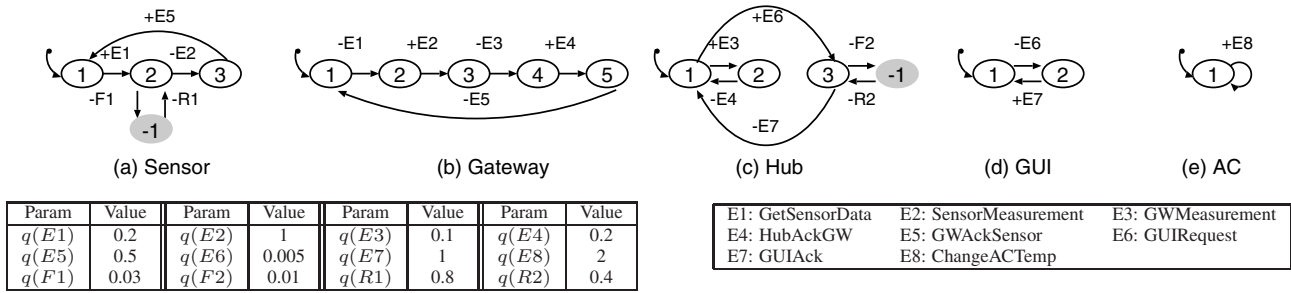 +E5
+E1
-E2
1
2
3
-F1
-R1
-1
(a) Sensor
-E1
+E2
-E3
+E4
1
2
3
4
5
-E5
(b) Gateway
+E6
+E3
-F2
1
2
3
-1
-E4
-R2
-E7
(c) Hub
-E6
1
2
+E7
(d) GUI
+E8
1
(e) AC
Param Value Param Value Param Value Param Value
q(E1) 0.2 q(E2) 1 q(E3) 0.1 q(E4) 0.2
q(E5) 0.5 q(E6) 0.005 q(E7) 1 q(E8) 2
q(F1) 0.03 q(F2) 0.01 q(R1) 0.8 q(R2) 0.4
E1: GetSensorData E2: SensorMeasurement E3: GWMeasurement
E4: HubAckGW E5: GWAckSensor E6: GUIRequest
E7: GUIAck E8: ChangeACTemp